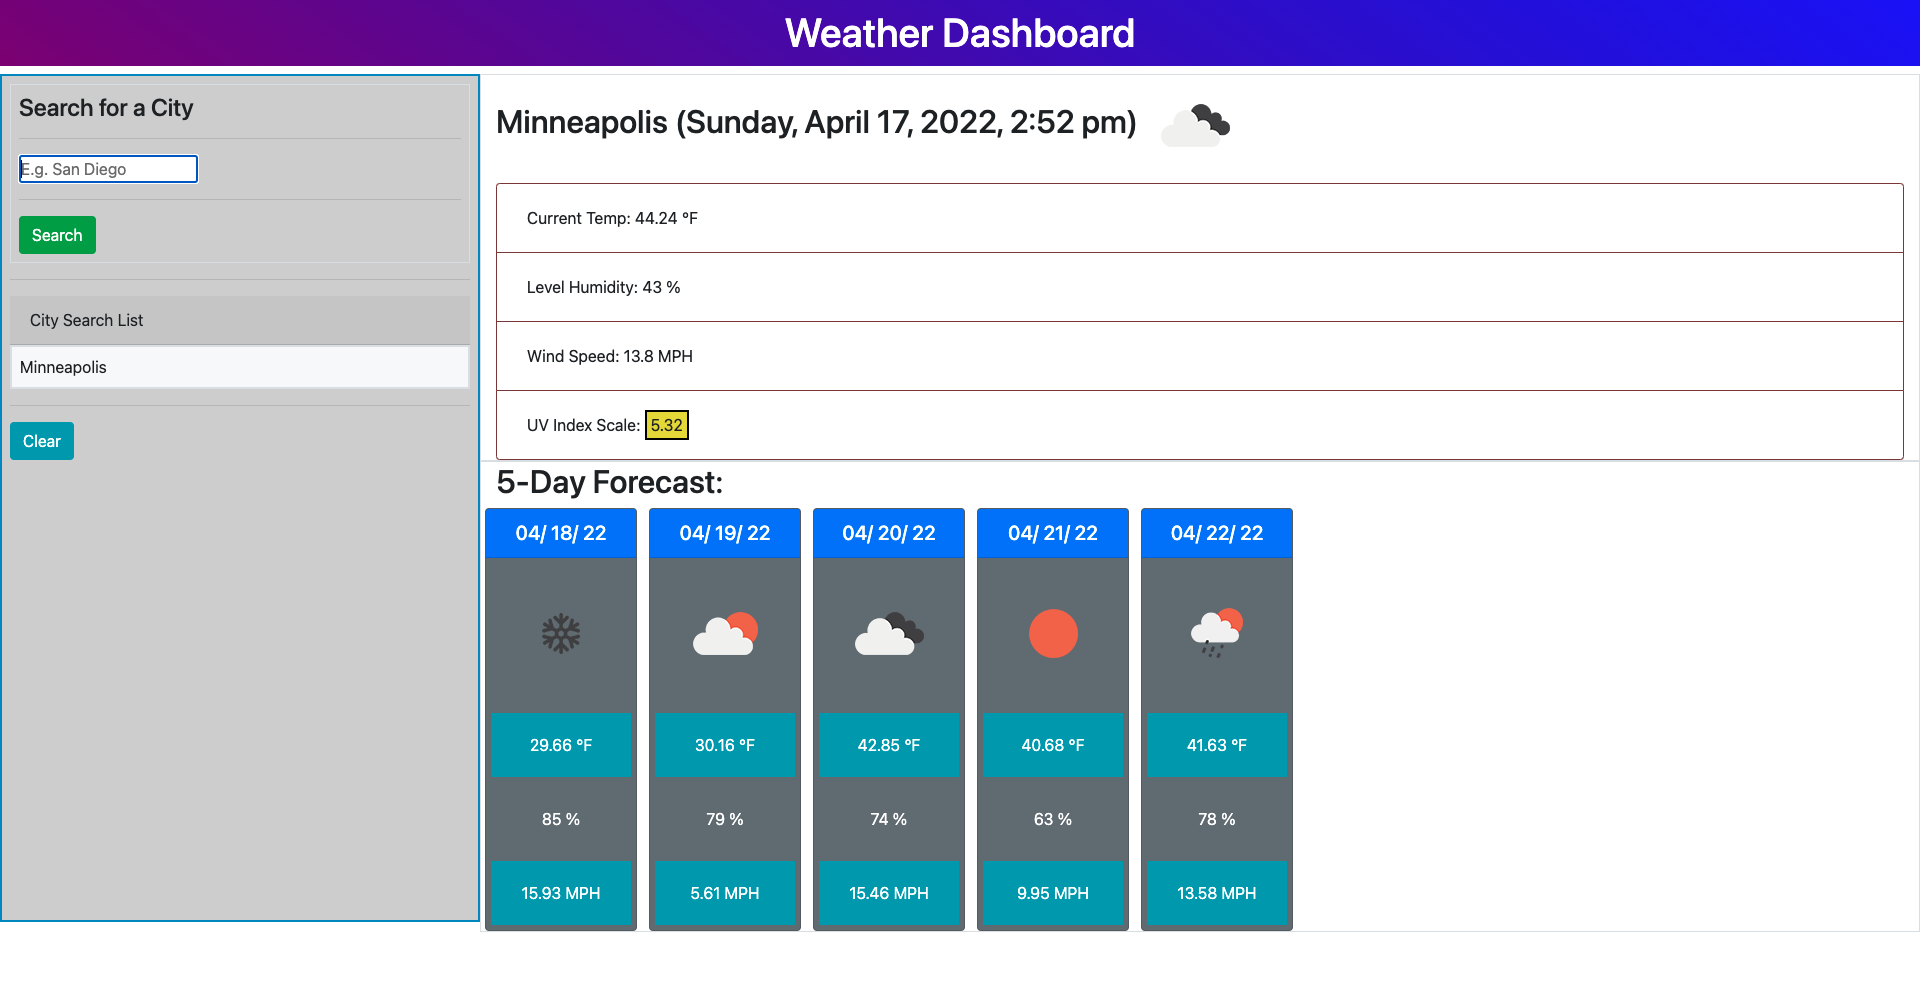 Weather Dashboard
Search for a City
E.g. San Diego
Search
City Search List
Minneapolis
Clear
Minneapolis (Sunday, April 17, 2022, 2:52 pm)
Current Temp: 44.24 °F
Level Humidity: 43 %
Wind Speed: 13.8 MPH
UV Index Scale: 5.32
5-Day Forecast:
04/ 18/ 22
29.66 °F
85 %
15.93 MPH
04/ 19/ 22
30.16 °F
79 %
5.61 MPH
04/ 20/ 22
42.85 °F
74 %
15.46 MPH
04/ 21/ 22
40.68 °F
63 %
9.95 MPH
04/ 22/ 22
41.63 °F
78 %
13.58 MPH